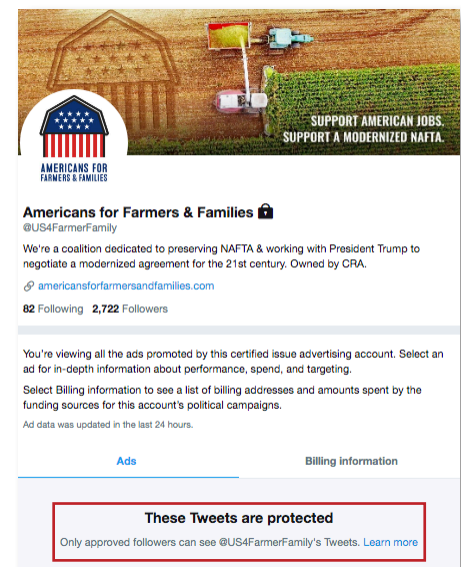 SUPPORT AMERICAN JOBS.
SUPPORT A MODERNIZED NAFTA.
AMERICANS FOR
FARMERS & FAMILIES
Americans for Farmers & Families
@US4FarmerFamily
We're a coalition dedicated to preserving NAFTA & working with President Trump to
negotiate a modernized agreement for the 21st century. Owned by CRA.
americansforfarmersandfamilies.com
82 Following 2,722 Followers
You're viewing all the ads promoted by this certified issue advertising account. Select an
ad for in-depth information about performance, spend, and targeting.
Select Billing information to see a list of billing addresses and amounts spent by the
funding sources for this account's political campaigns.
Ad data was updated in the last 24 hours.
Ads Billing information
These Tweets are protected
Only approved followers can see @US4FarmerFamily's Tweets. Learn more